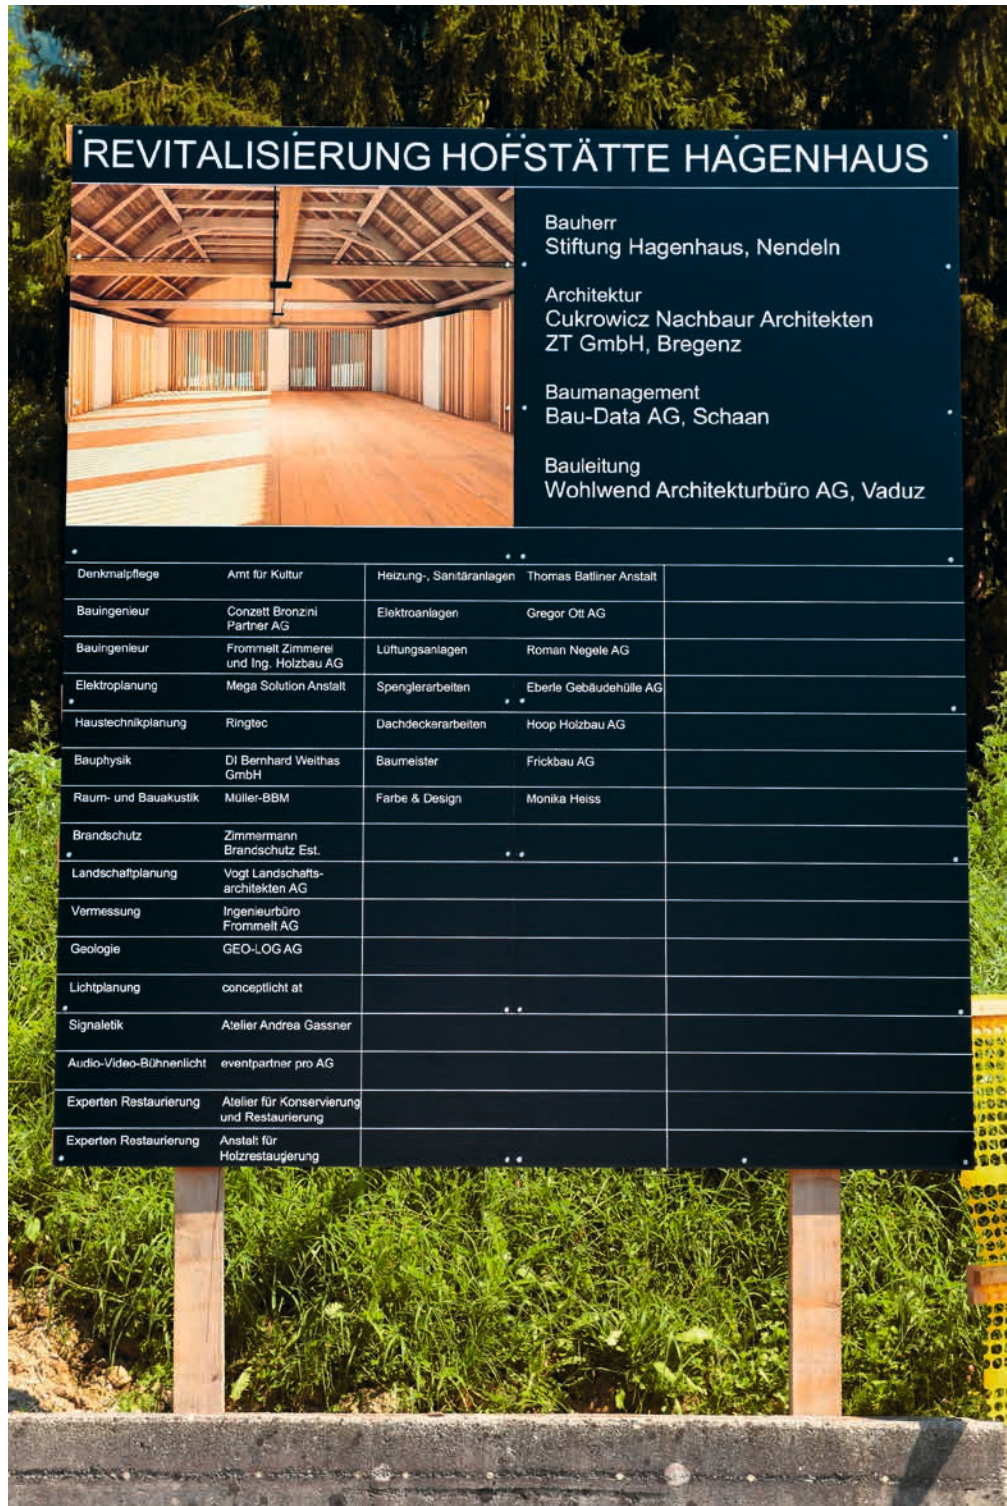 REVITALISIERUNG HOFSTÄTTE HAGENHAUS
Bauherr
Stiftung Hagenhaus, Nendeln
Architektur
Cukrowicz Nachbaur Architekten
ZT GmbH, Bregenz
Baumanagement
Bau-Data AG, Schaan
Bauleitung
Wohlwend Architekturbüro AG, Vaduz
Denkmalpflege Amt für Kultur
Bauingenieur Conzett Bronzini
Partner AG
Bauingenieur Frommelt Zimmerei
und Ing. Holzbau AG
Elektroplanung Mega Solution Anstalt
Haustechnikplanung Ringtec
Bauphysik DI Bernhard Weithas
GmbH
Raum- und Bauakustik Müller-BBM
Brandschutz Zimmermann
Brandschutz Est.
Landschaftplanung Vogt Landschafts-
architekten AG
Vermessung Ingenieurbüro
Frommelt AG
Geologie GEO-LOG AG
Lichtplanung conceptlicht at
Signaletik Atelier Andrea Gassner
Audio-Video-Bühnenlicht eventpartner pro AG
Experten Restaurierung Atelier für Konservierung
und Restaurierung
Experten Restaurierung Anstalt für
Holzrestaurierung
Heizung-, Sanitäranlagen Thomas Batliner Anstalt
Elektroanlagen Gregor Ott AG
Lüftungsanlagen Roman Negele AG
Spenglerarbeiten Eberle Gebäudehülle AG
Dachdeckerarbeiten Hoop Holzbau AG
Baumeister Frickbau AG
Farbe & Design Monika Heiss